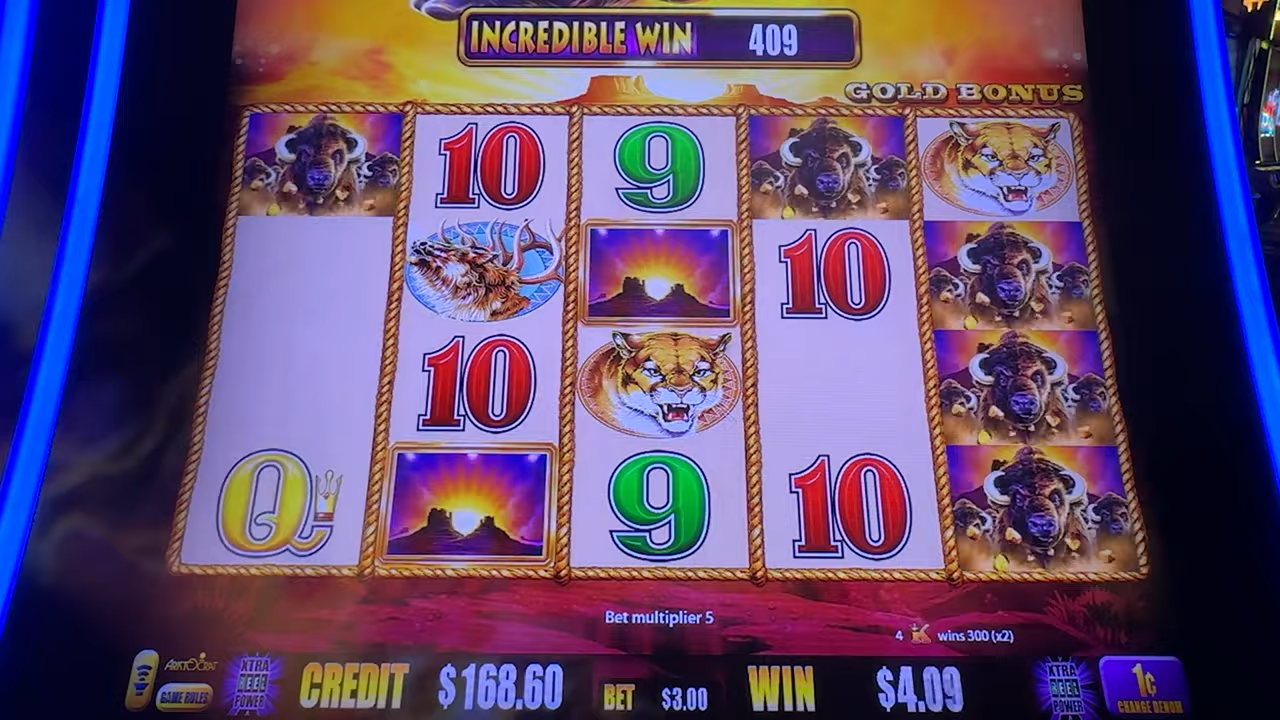 INCREDIBLE WIN 409
GOLD BONUS
10 9
10
10
Q 9 10
Bet multiplier 5
4 K wins 300 (x2)
ARISTOCRAT
GAME RULES
XTRA REEL POWER
CREDIT $168.60
BET $3.00
WIN $4.09
XTRA REEL POWER
1¢
CHANGE DENOM